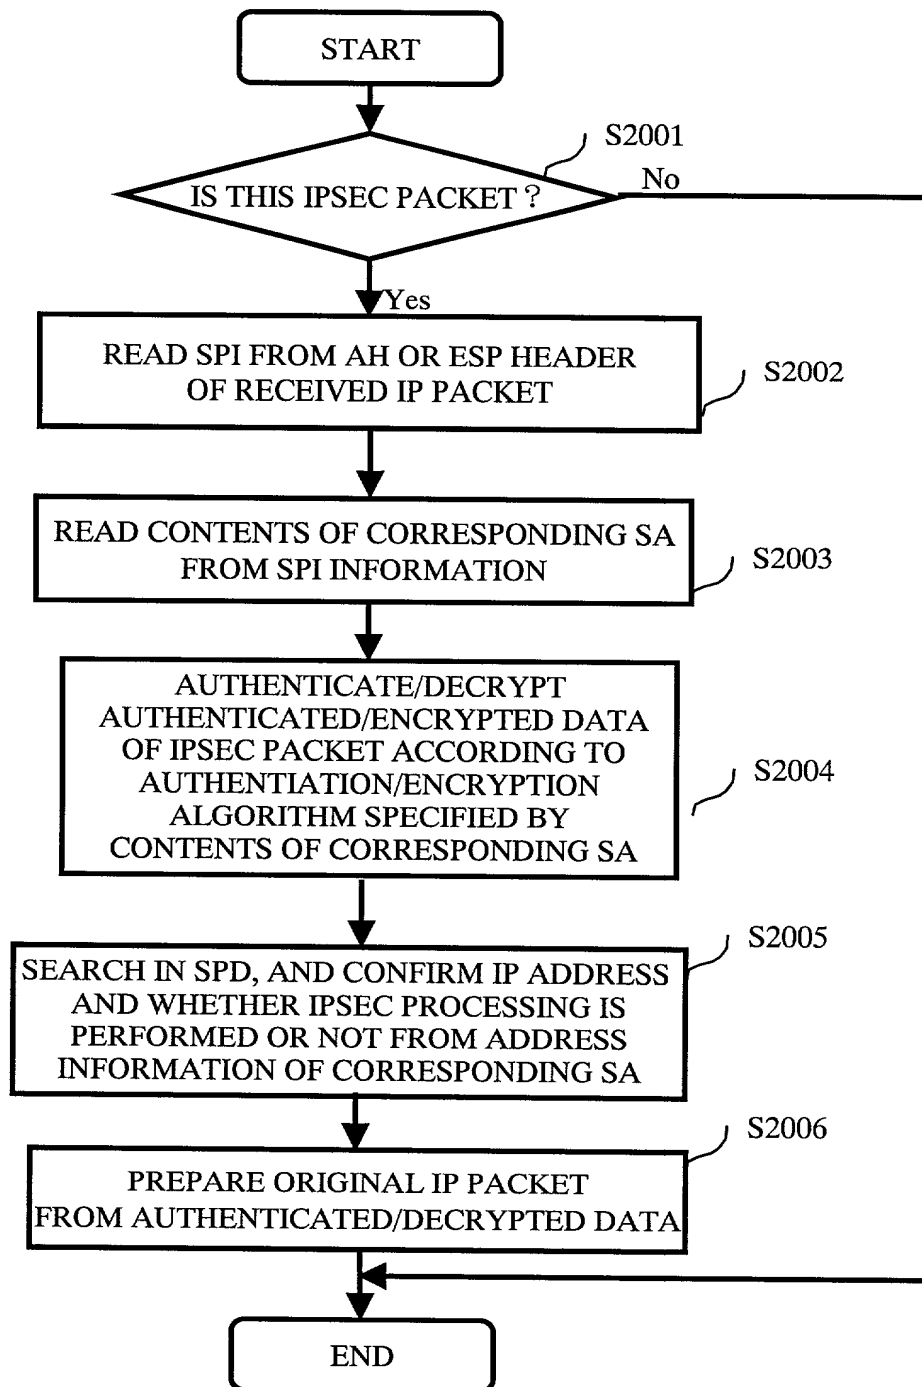 START
S2001
IS THIS IPSEC PACKET ?
No
Yes
READ SPI FROM AH OR ESP HEADER
OF RECEIVED IP PACKET
S2002
READ CONTENTS OF CORRESPONDING SA
FROM SPI INFORMATION
S2003
AUTHENTICATE/DECRYPT
AUTHENTICATED/ENCRYPTED DATA
OF IPSEC PACKET ACCORDING TO
AUTHENTIATION/ENCRYPTION
ALGORITHM SPECIFIED BY
CONTENTS OF CORRESPONDING SA
S2004
SEARCH IN SPD, AND CONFIRM IP ADDRESS
AND WHETHER IPSEC PROCESSING IS
PERFORMED OR NOT FROM ADDRESS
INFORMATION OF CORRESPONDING SA
S2005
PREPARE ORIGINAL IP PACKET
FROM AUTHENTICATED/DECRYPTED DATA
S2006
END